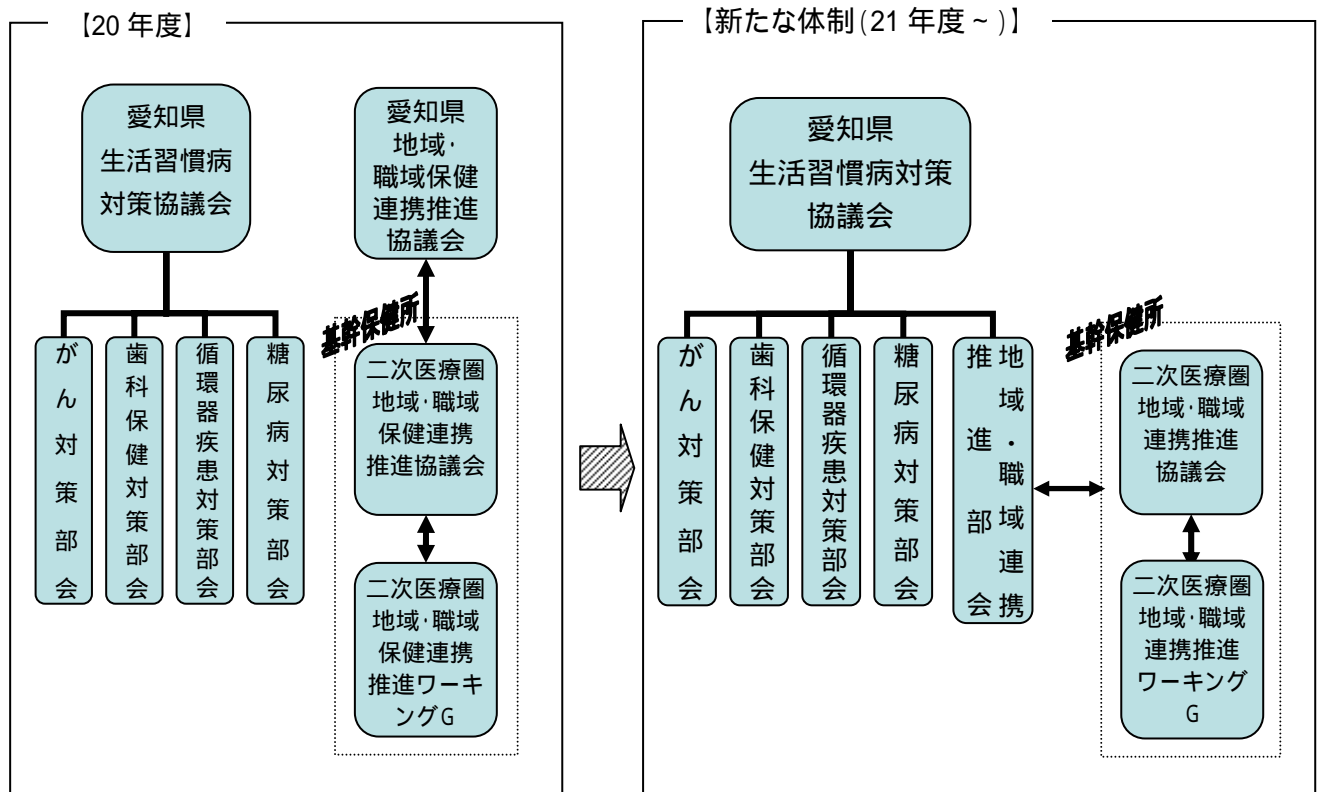 【20 年度】
愛知県
生活習慣病
対策協議会
愛知県
地域・
職域保健
連携推進
協議会
基幹保健所
がん対策部会
歯科保健対策部会
循環器疾患対策部会
糖尿病対策部会
二次医療圏
地域・職域
保健連携
推進協議会
二次医療圏
地域・職域
保健連携
推進ワーキ
ングG
【新たな体制(21 年度~)】
愛知県
生活習慣病対策
協議会
がん対策部会
歯科保健対策部会
循環器疾患対策部会
糖尿病対策部会
地域・職域連携
推進部会
基幹保健所
二次医療圏
地域・職域
連携推進
協議会
二次医療圏
地域・職域
連携推進
ワーキング
G